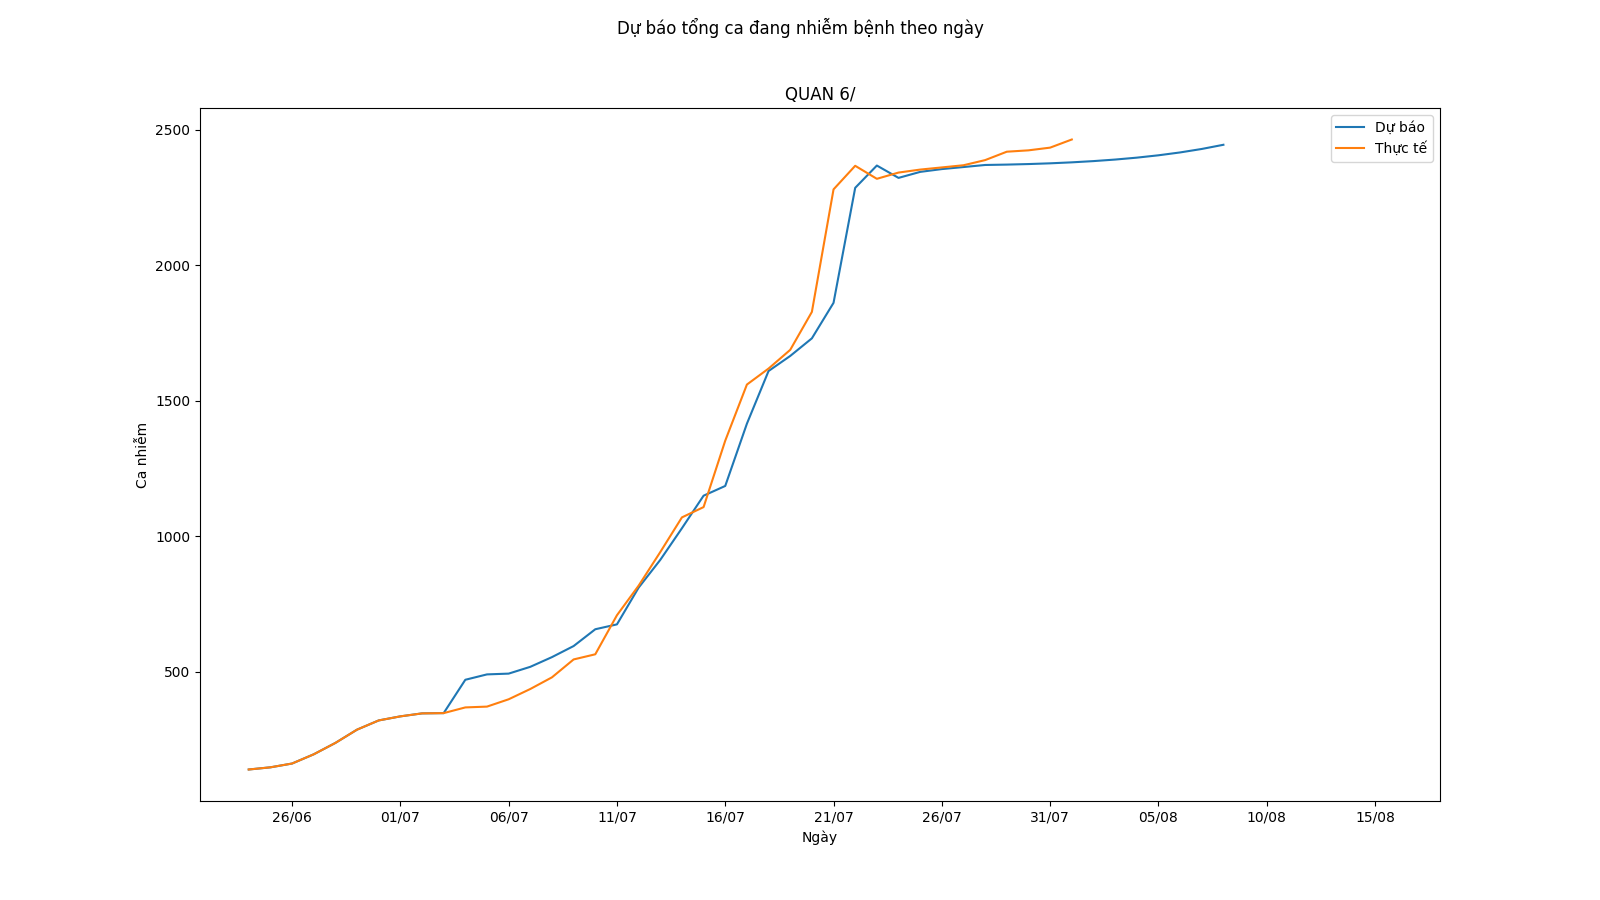 Dự báo tổng ca đang nhiễm bệnh theo ngày
QUAN 6/
Dự báo
Thực tế
2500
2000
1500
1000
500
Ca nhiễm
26/06
01/07
06/07
11/07
16/07
21/07
26/07
31/07
05/08
10/08
15/08
Ngày